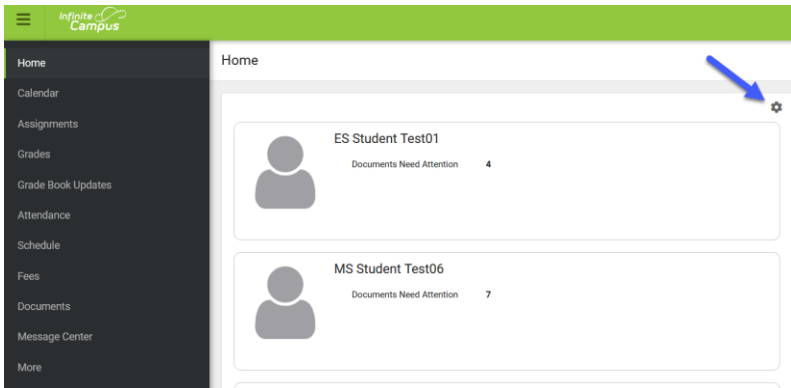 Infinite
Campus
Home
Home
Calendar
Assignments
Grades
Grade Book Updates
Attendance
Schedule
Fees
Documents
Message Center
More
ES Student Test01
Documents Need Attention 4
MS Student Test06
Documents Need Attention 7